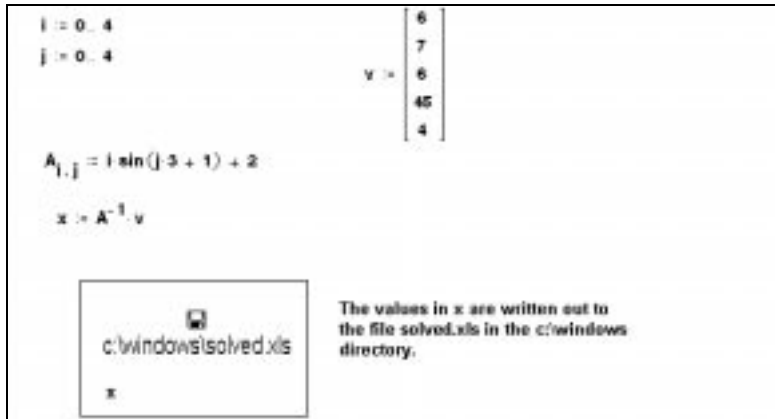 i := 0.. 4
j := 0.. 4
v := [6 7 6 45 4]
A i, j := i·sin(j·3 + 1) + 2
x := A^-1·v
c:\windows\solved.xls
x
The values in x are written out to
the file solved.xls in the c:\windows
directory.